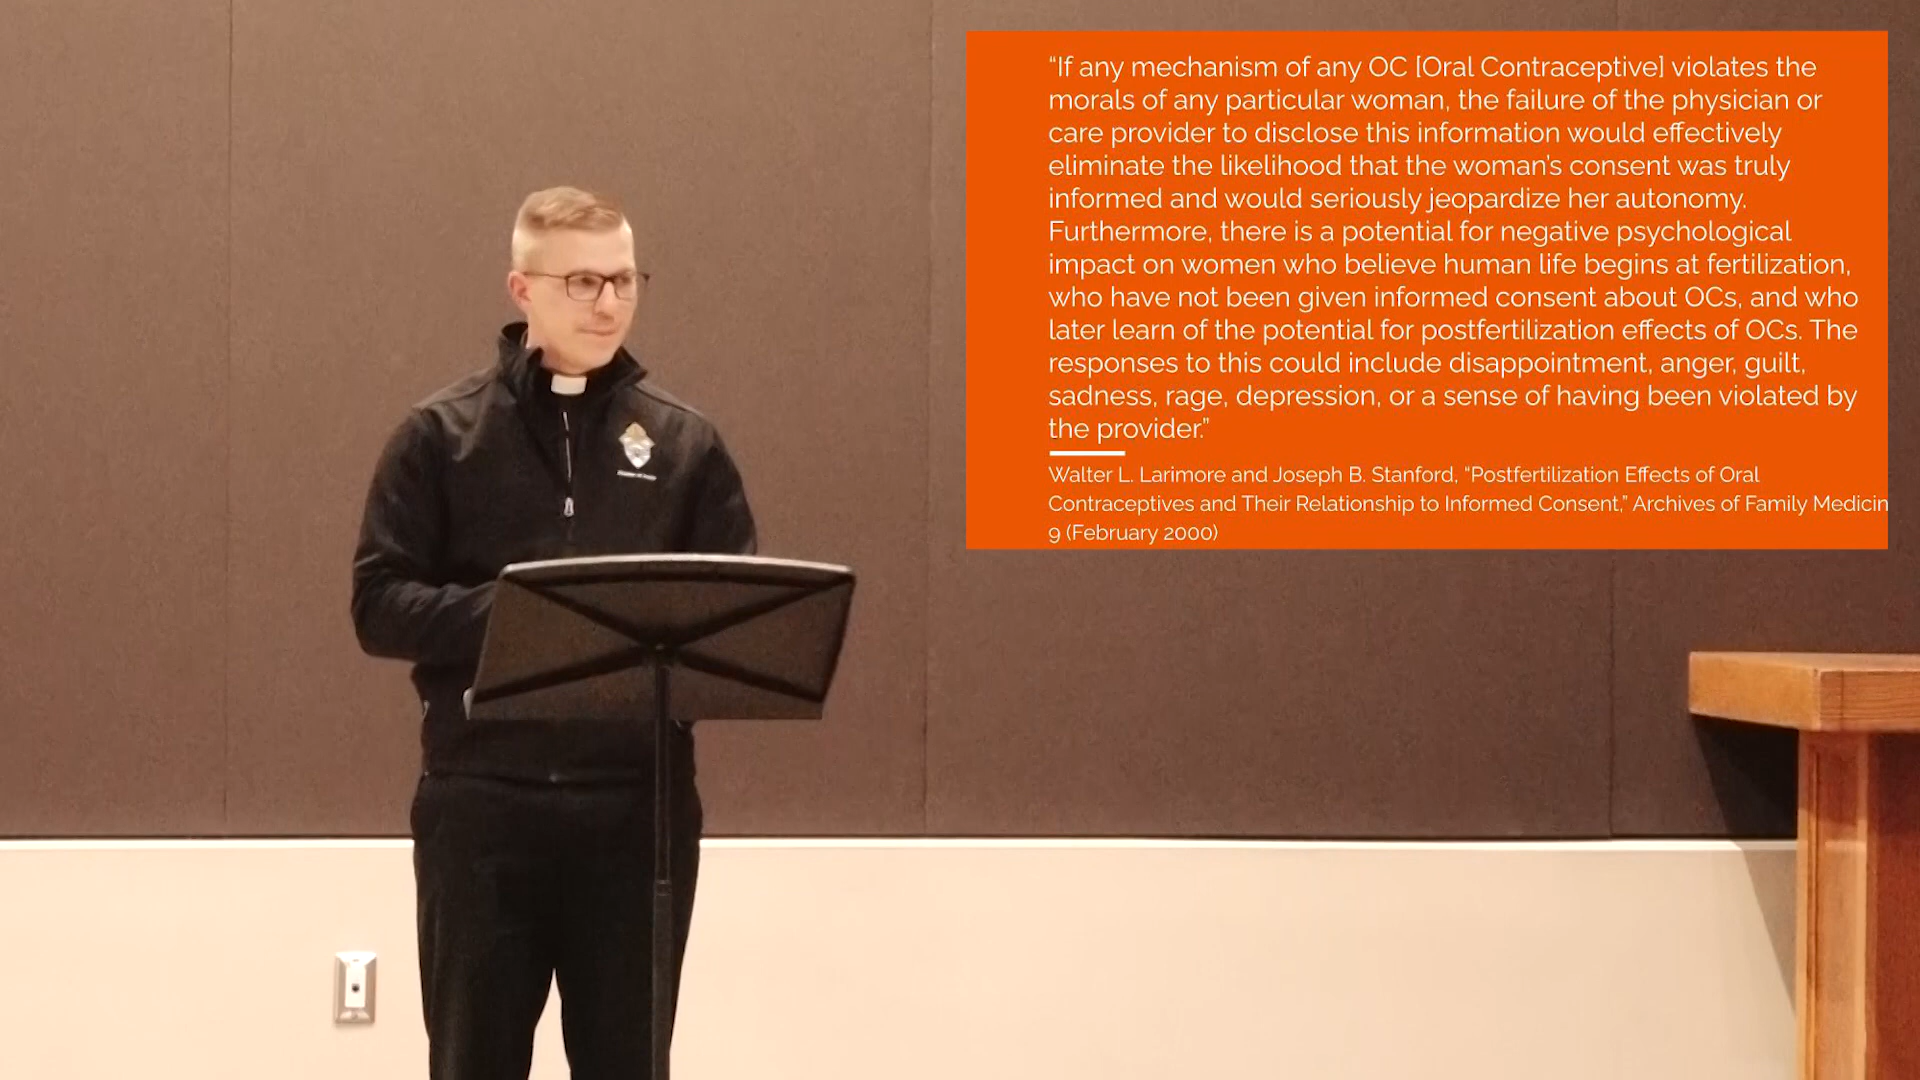 “If any mechanism of any OC [Oral Contraceptive] violates the
morals of any particular woman, the failure of the physician or
care provider to disclose this information would effectively
eliminate the likelihood that the woman’s consent was truly
informed and would seriously jeopardize her autonomy.
Furthermore, there is a potential for negative psychological
impact on women who believe human life begins at fertilization,
who have not been given informed consent about OCs, and who
later learn of the potential for postfertilization effects of OCs. The
responses to this could include disappointment, anger, guilt,
sadness, rage, depression, or a sense of having been violated by
the provider.”
Walter L. Larimore and Joseph B. Stanford, “Postfertilization Effects of Oral
Contraceptives and Their Relationship to Informed Consent,” Archives of Family Medicin
9 (February 2000)